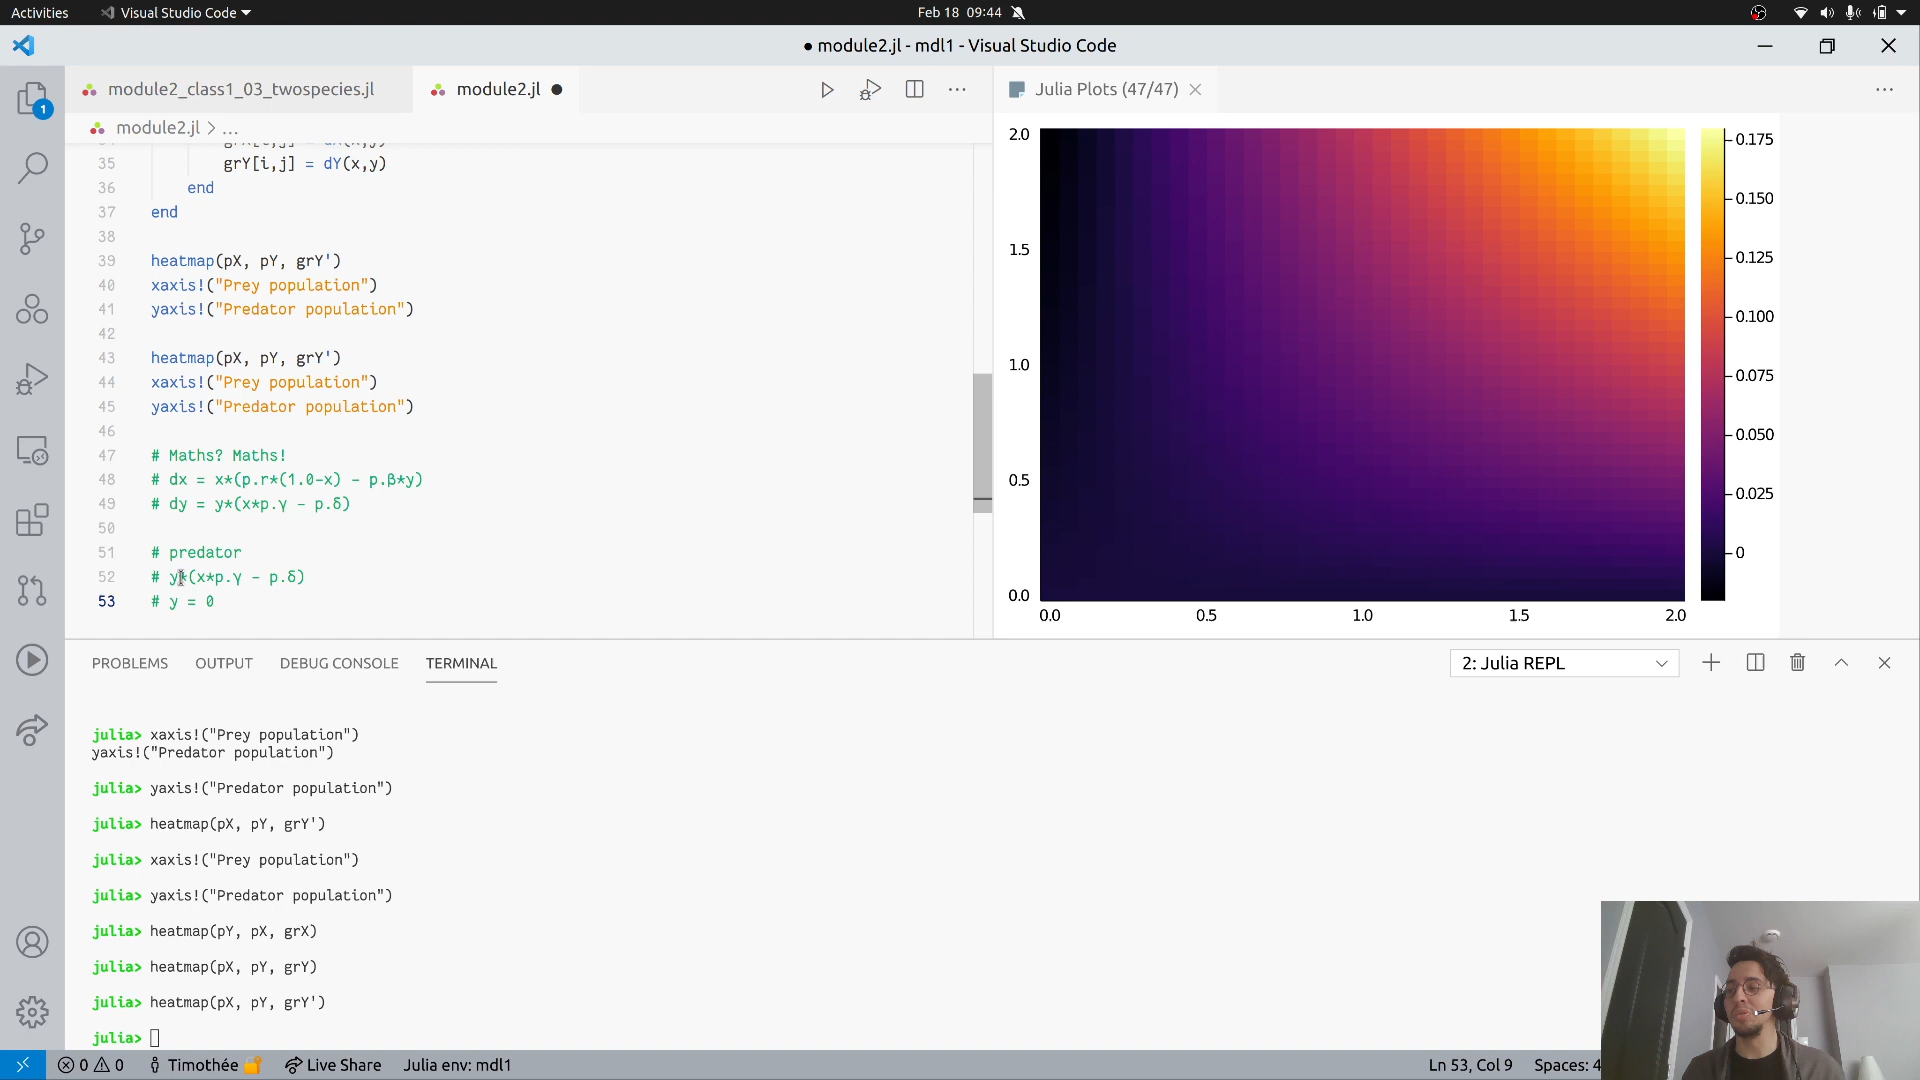 Activities
Visual Studio Code
Feb 18 09:44
● module2.jl - mdl1 - Visual Studio Code
1
module2_class1_03_twospecies.jl
module2.jl ●
Julia Plots (47/47)
module2.jl > ...
35 grY[i,j] = dY(x,y)
36 end
37 end
38
39 heatmap(pX, pY, grY')
40 xaxis!("Prey population")
41 yaxis!("Predator population")
42
43 heatmap(pX, pY, grY')
44 xaxis!("Prey population")
45 yaxis!("Predator population")
46
47 # Maths? Maths!
48 # dx = x*(p.r*(1.0-x) - p.β*y)
49 # dy = y*(x*p.γ - p.δ)
50
51 # predator
52 # y*(x*p.γ - p.δ)
53 # y = 0
2.0
1.5
1.0
0.5
0.0
0.0 0.5 1.0 1.5 2.0
0.175
0.150
0.125
0.100
0.075
0.050
0.025
0
PROBLEMS OUTPUT DEBUG CONSOLE TERMINAL
2: Julia REPL
julia> xaxis!("Prey population")
yaxis!("Predator population")
julia> yaxis!("Predator population")
julia> heatmap(pX, pY, grY')
julia> xaxis!("Prey population")
julia> yaxis!("Predator population")
julia> heatmap(pY, pX, grX)
julia> heatmap(pX, pY, grY)
julia> heatmap(pX, pY, grY')
julia>
0 0 Timothée Live Share Julia env: mdl1
Ln 53, Col 9 Spaces: 4